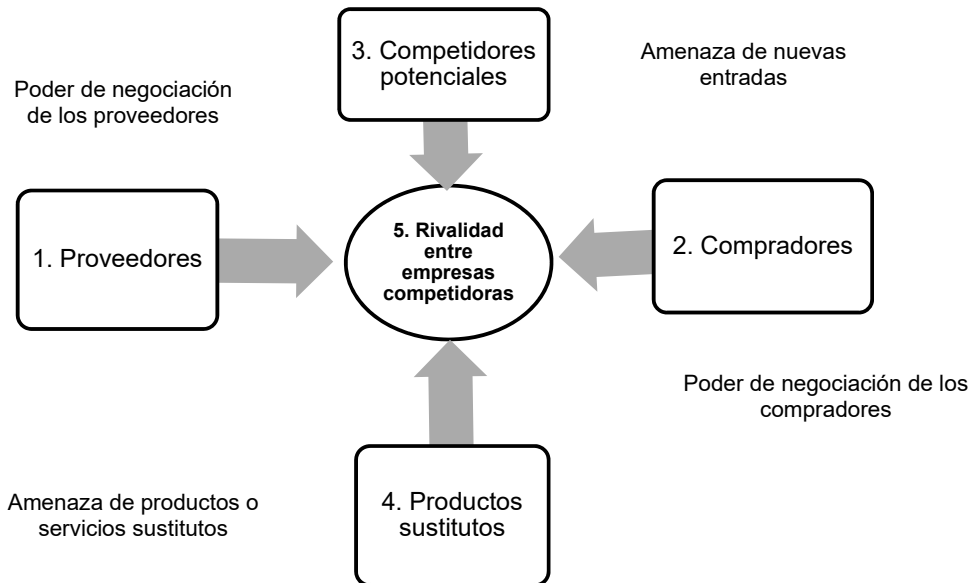 3. Competidores
potenciales
Amenaza de nuevas
entradas
Poder de negociación
de los proveedores
1. Proveedores
5. Rivalidad
entre
empresas
competidoras
2. Compradores
Poder de negociación de los
compradores
4. Productos
sustitutos
Amenaza de productos o
servicios sustitutos